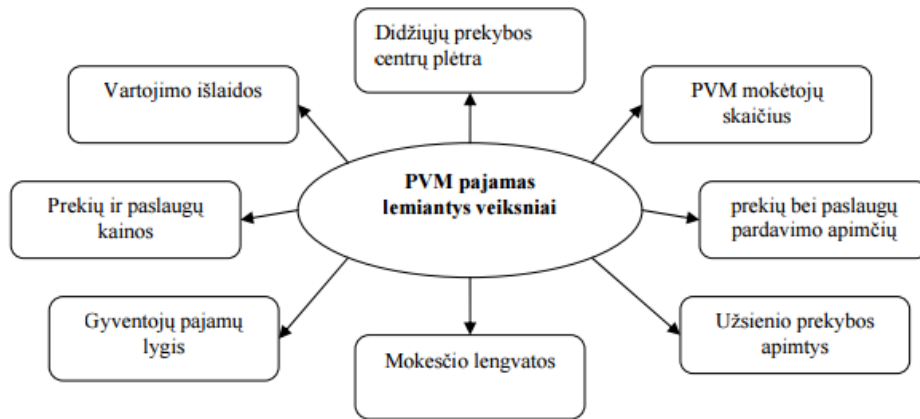 Didžiųjų prekybos
centrų plėtra
Vartojimo išlaidos
PVM mokėtojų
skaičius
PVM pajamas
lemiantys veiksniai
Prekių ir paslaugų
kainos
prekių bei paslaugų
pardavimo apimčių
Gyventojų pajamų
lygis
Mokesčio lengvatos
Užsienio prekybos
apimtys